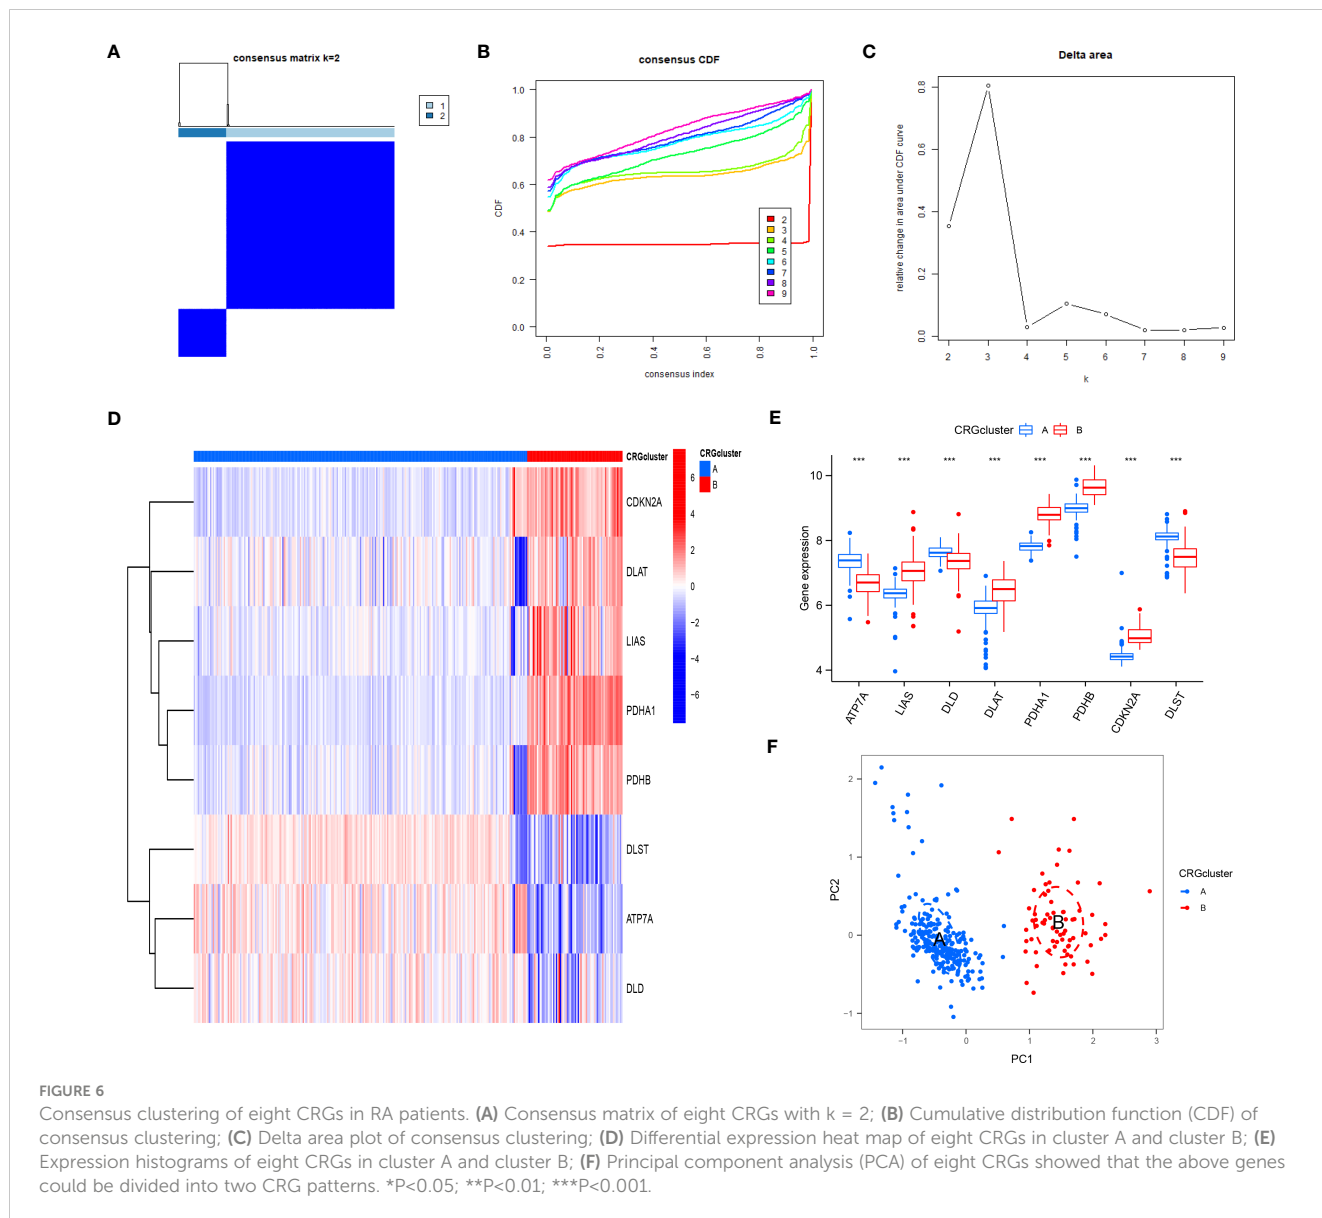 A
consensus matrix k=2
1
2
B
consensus CDF
CDF
1.0
0.8
0.6
0.4
0.2
0.0
2
3
4
5
6
7
8
9
0.0
0.2
0.4
0.6
0.8
1.0
consensus index
C
Delta area
relative change in area under CDF curve
0.8
0.6
0.4
0.2
0.0
2 3 4 5 6 7 8 9
k
D
CRGcluster
CDKN2A
DLAT
LIAS
PDHA1
PDHB
DLST
ATP7A
DLD
6
4
2
0
−2
−4
−6
CRGcluster
A
B
E
CRGcluster A B
*** *** *** *** *** *** *** ***
Gene expression
10
8
6
4
ATP7A
LIAS
DLD
DLAT
PDHA1
PDHB
CDKN2A
DLST
F
PC2
2
1
0
−1
A
B
−1 0 1 2 3
PC1
CRGcluster
A
B
FIGURE 6
Consensus clustering of eight CRGs in RA patients. (A) Consensus matrix of eight CRGs with k = 2; (B) Cumulative distribution function (CDF) of
consensus clustering; (C) Delta area plot of consensus clustering; (D) Differential expression heat map of eight CRGs in cluster A and cluster B; (E)
Expression histograms of eight CRGs in cluster A and cluster B; (F) Principal component analysis (PCA) of eight CRGs showed that the above genes
could be divided into two CRG patterns. *P<0.05; **P<0.01; ***P<0.001.